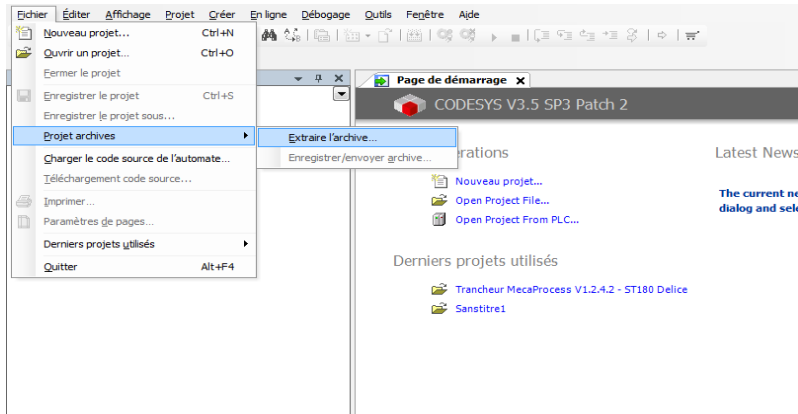 Fichier Éditer Affichage Projet Créer En ligne Débogage Outils Fenêtre Aide
Nouveau projet... Ctrl+N
Ouvrir un projet... Ctrl+O
Fermer le projet
Enregistrer le projet Ctrl+S
Enregistrer le projet sous...
Projet archives
Charger le code source de l'automate...
Téléchargement code source...
Imprimer...
Paramètres de pages...
Derniers projets utilisés
Quitter Alt+F4
Extraire l'archive...
Enregistrer/envoyer archive...
Page de démarrage
CODESYS V3.5 SP3 Patch 2
érations
Nouveau projet...
Open Project File...
Open Project From PLC...
Derniers projets utilisés
Trancheur MecaProcess V1.2.4.2 - ST180 Delice
Sanstitre1
Latest News
The current ne
dialog and sele